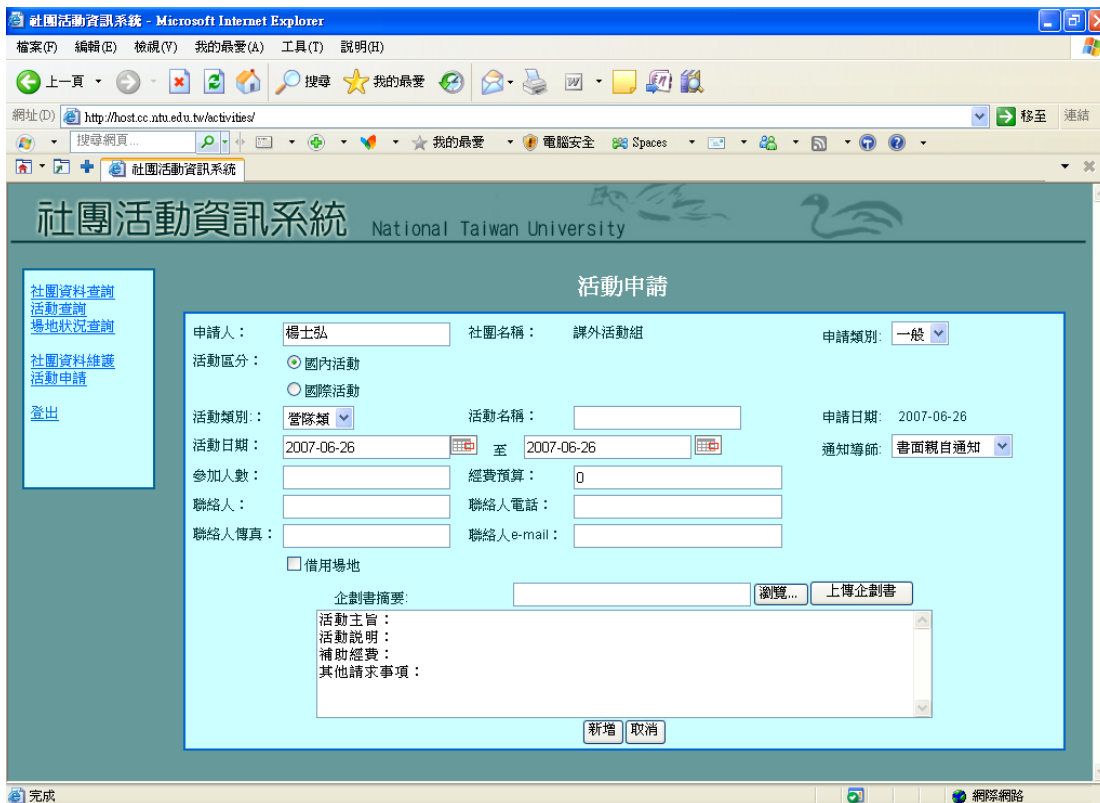 社團活動資訊系統 - Microsoft Internet Explorer
檔案(F) 編輯(E) 檢視(V) 我的最愛(A) 工具(T) 說明(H)
上一頁 搜尋 我的最愛
網址(D) http://host.cc.ntu.edu.tw/activities/ 移至 連結
搜尋網頁... 我的最愛 電腦安全 Spaces
社團活動資訊系統
社團活動資訊系統 National Taiwan University
活動申請
社團資料查詢
活動查詢
場地狀況查詢
社團資料維護
活動申請
登出
申請人： 楊士弘 社團名稱： 課外活動組 申請類別: 一般
活動區分： 國內活動
國際活動
活動類別:： 營隊類 活動名稱： 申請日期: 2007-06-26
活動日期： 2007-06-26 至 2007-06-26 通知導師: 書面親自通知
參加人數： 經費預算： 0
聯絡人： 聯絡人電話：
聯絡人傳真： 聯絡人e-mail：
借用場地
企劃書摘要: 瀏覽... 上傳企劃書
活動主旨：
活動說明：
補助經費：
其他請求事項：
新增 取消
完成 網際網路